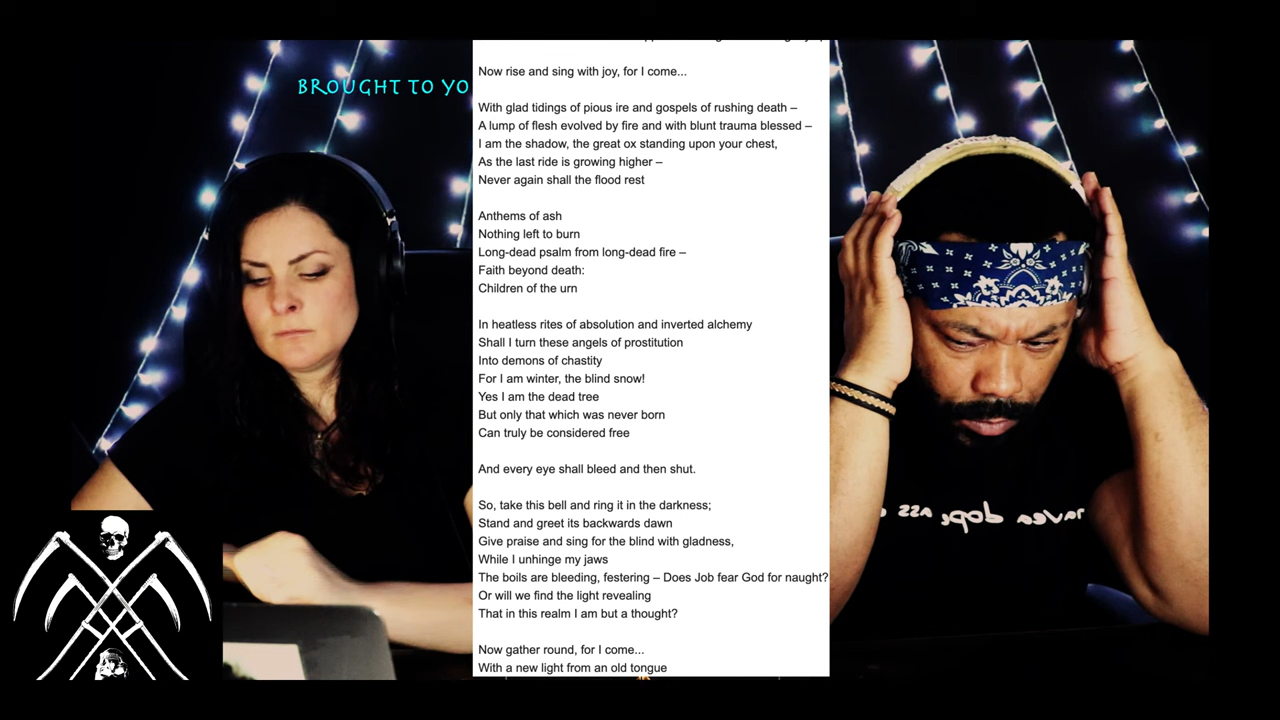 BROUGHT TO YO
Now rise and sing with joy, for I come...
With glad tidings of pious ire and gospels of rushing death –
A lump of flesh evolved by fire and with blunt trauma blessed –
I am the shadow, the great ox standing upon your chest,
As the last ride is growing higher –
Never again shall the flood rest
Anthems of ash
Nothing left to burn
Long-dead psalm from long-dead fire –
Faith beyond death:
Children of the urn
In heatless rites of absolution and inverted alchemy
Shall I turn these angels of prostitution
Into demons of chastity
For I am winter, the blind snow!
Yes I am the dead tree
But only that which was never born
Can truly be considered free
And every eye shall bleed and then shut.
So, take this bell and ring it in the darkness;
Stand and greet its backwards dawn
Give praise and sing for the blind with gladness,
While I unhinge my jaws
The boils are bleeding, festering – Does Job fear God for naught?
Or will we find the light revealing
That in this realm I am but a thought?
Now gather round, for I come...
With a new light from an old tongue
dope ass